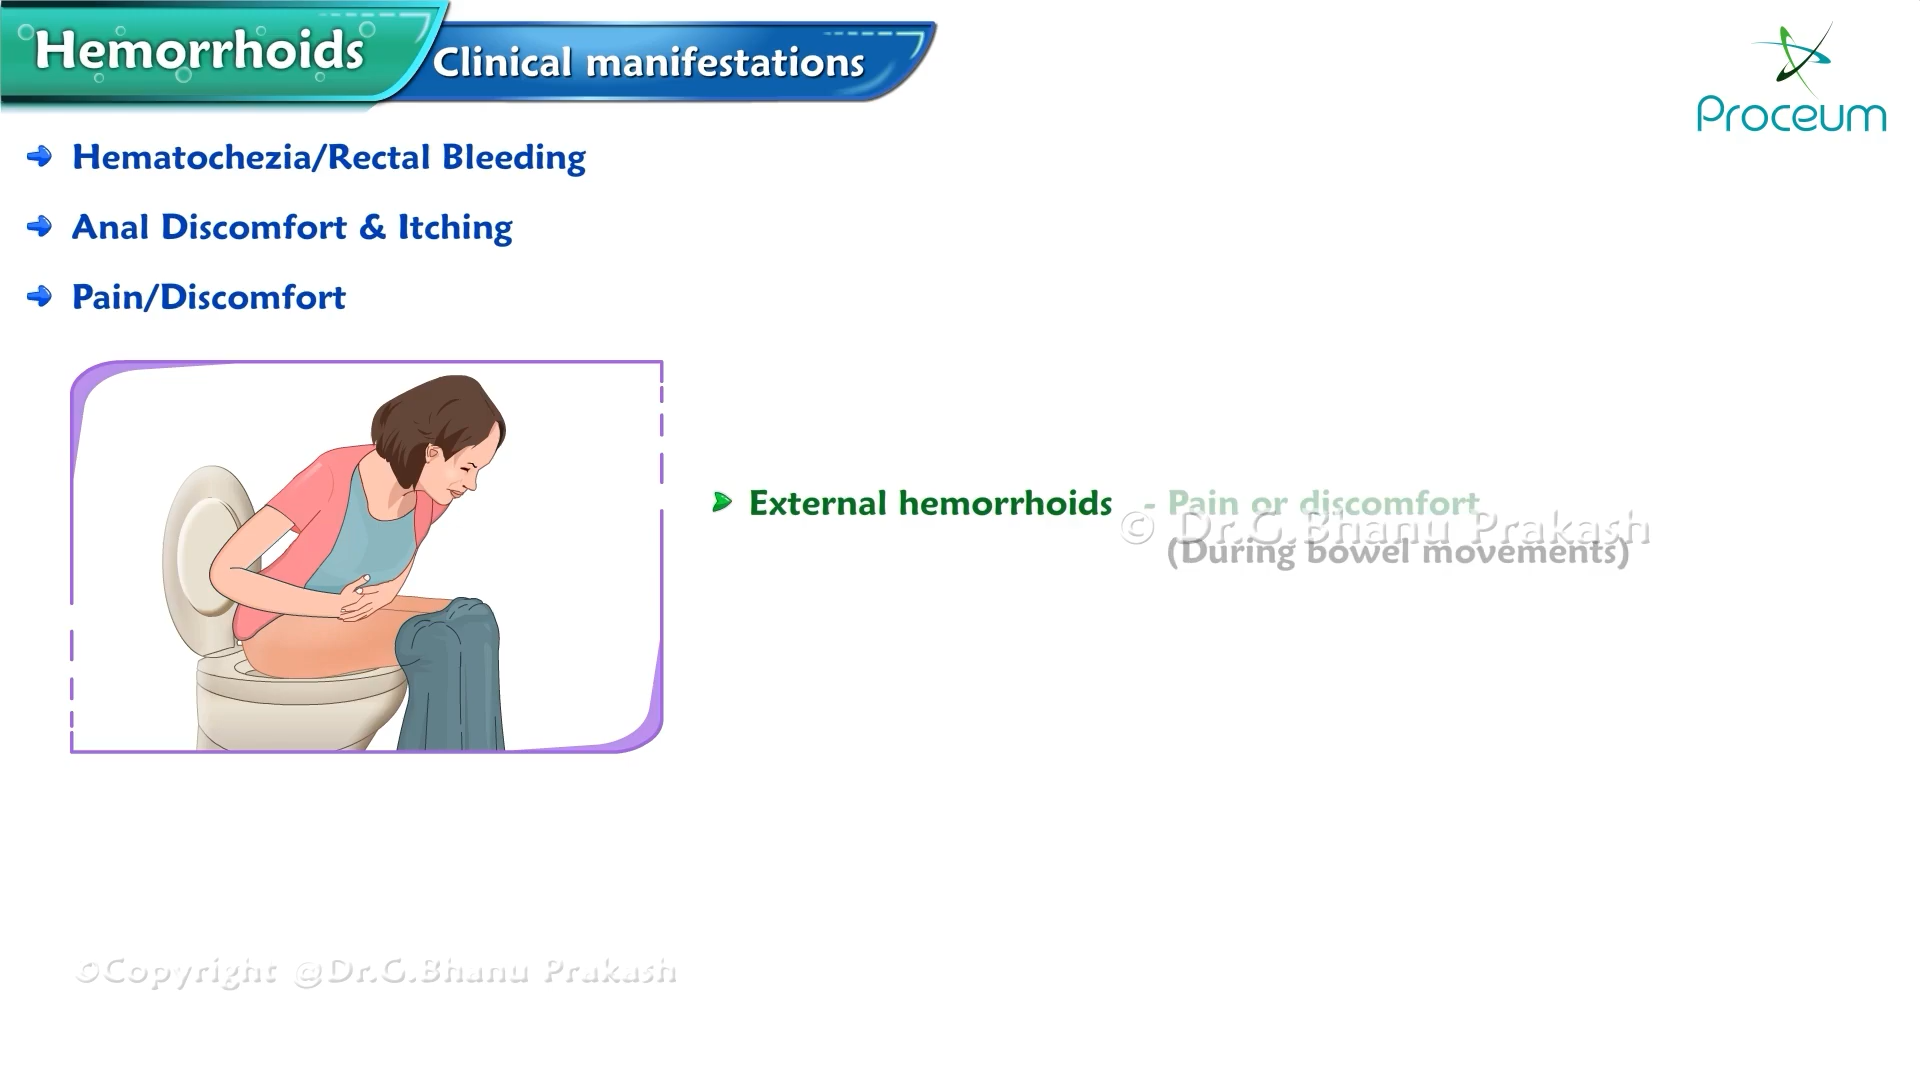 Hemorrhoids
Clinical manifestations
Proceum
Hematochezia/Rectal Bleeding
Anal Discomfort & Itching
Pain/Discomfort
External hemorrhoids - Pain or discomfort
© Dr.G.Bhanu Prakash
(During bowel movements)
©Copyright @Dr.G.Bhanu Prakash